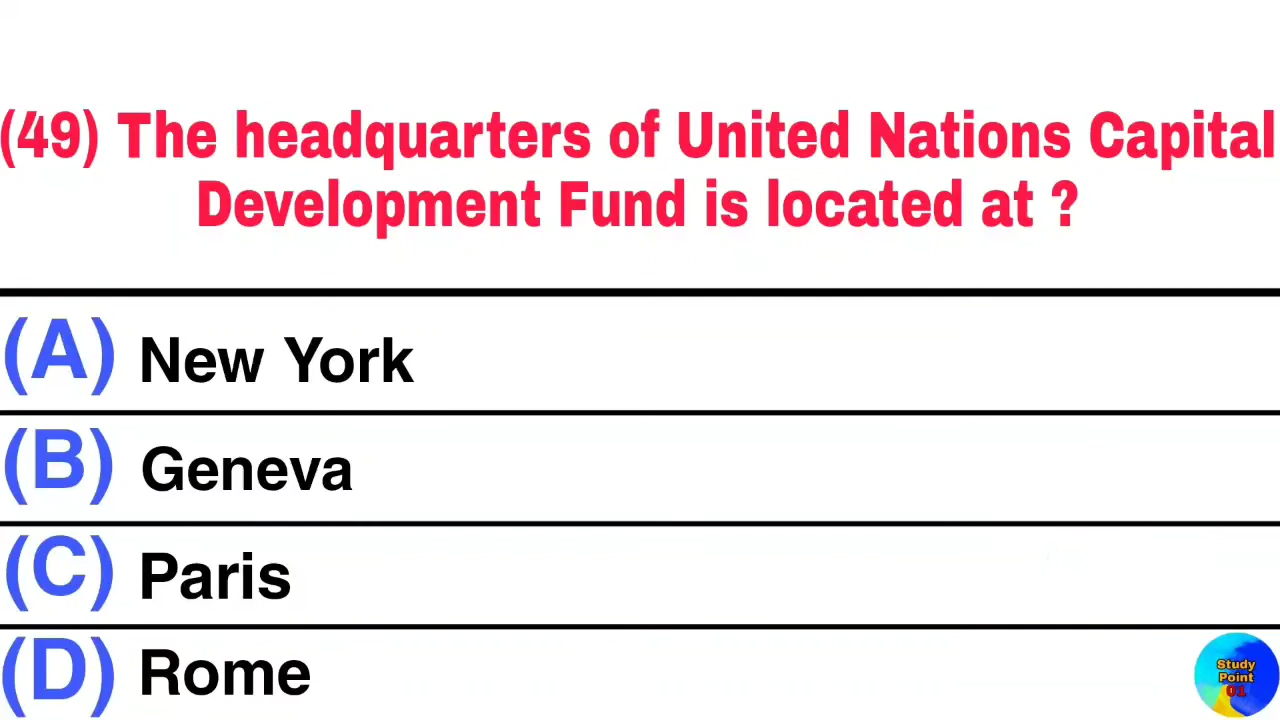 (49) The headquarters of United Nations Capital
Development Fund is located at ?
(A) New York
(B) Geneva
(C) Paris
(D) Rome
Study
Point
01